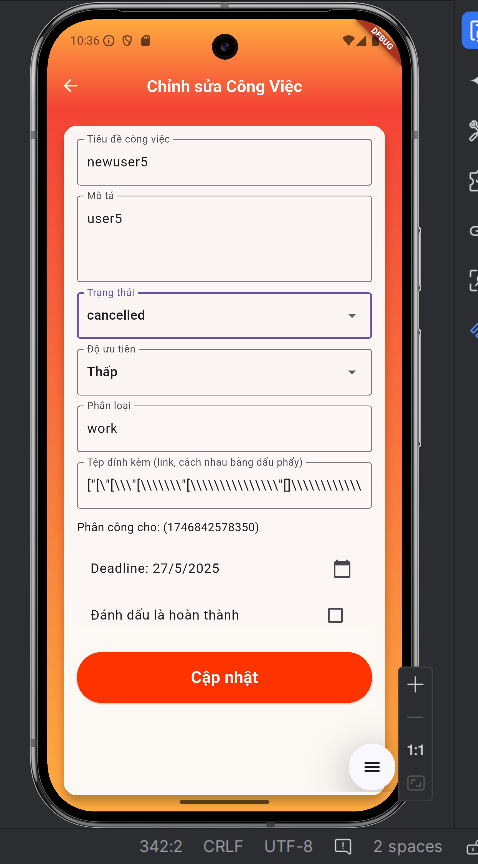 10:36
DEBUG
Chỉnh sửa Công Việc
Tiêu đề công việc
newuser5
Mô tả
user5
Trạng thái
cancelled
Độ ưu tiên
Thấp
Phân loại
work
Tệp đính kèm (link, cách nhau bằng dấu phẩy)
["[\"[\\\"[\\\\\\\"[\\\\\\\\\\\\\\\"[]\\\\\\\\\\\\
Phân công cho: (1746842578350)
Deadline: 27/5/2025
Đánh dấu là hoàn thành
Cập nhật
1:1
342:2 CRLF UTF-8 2 spaces